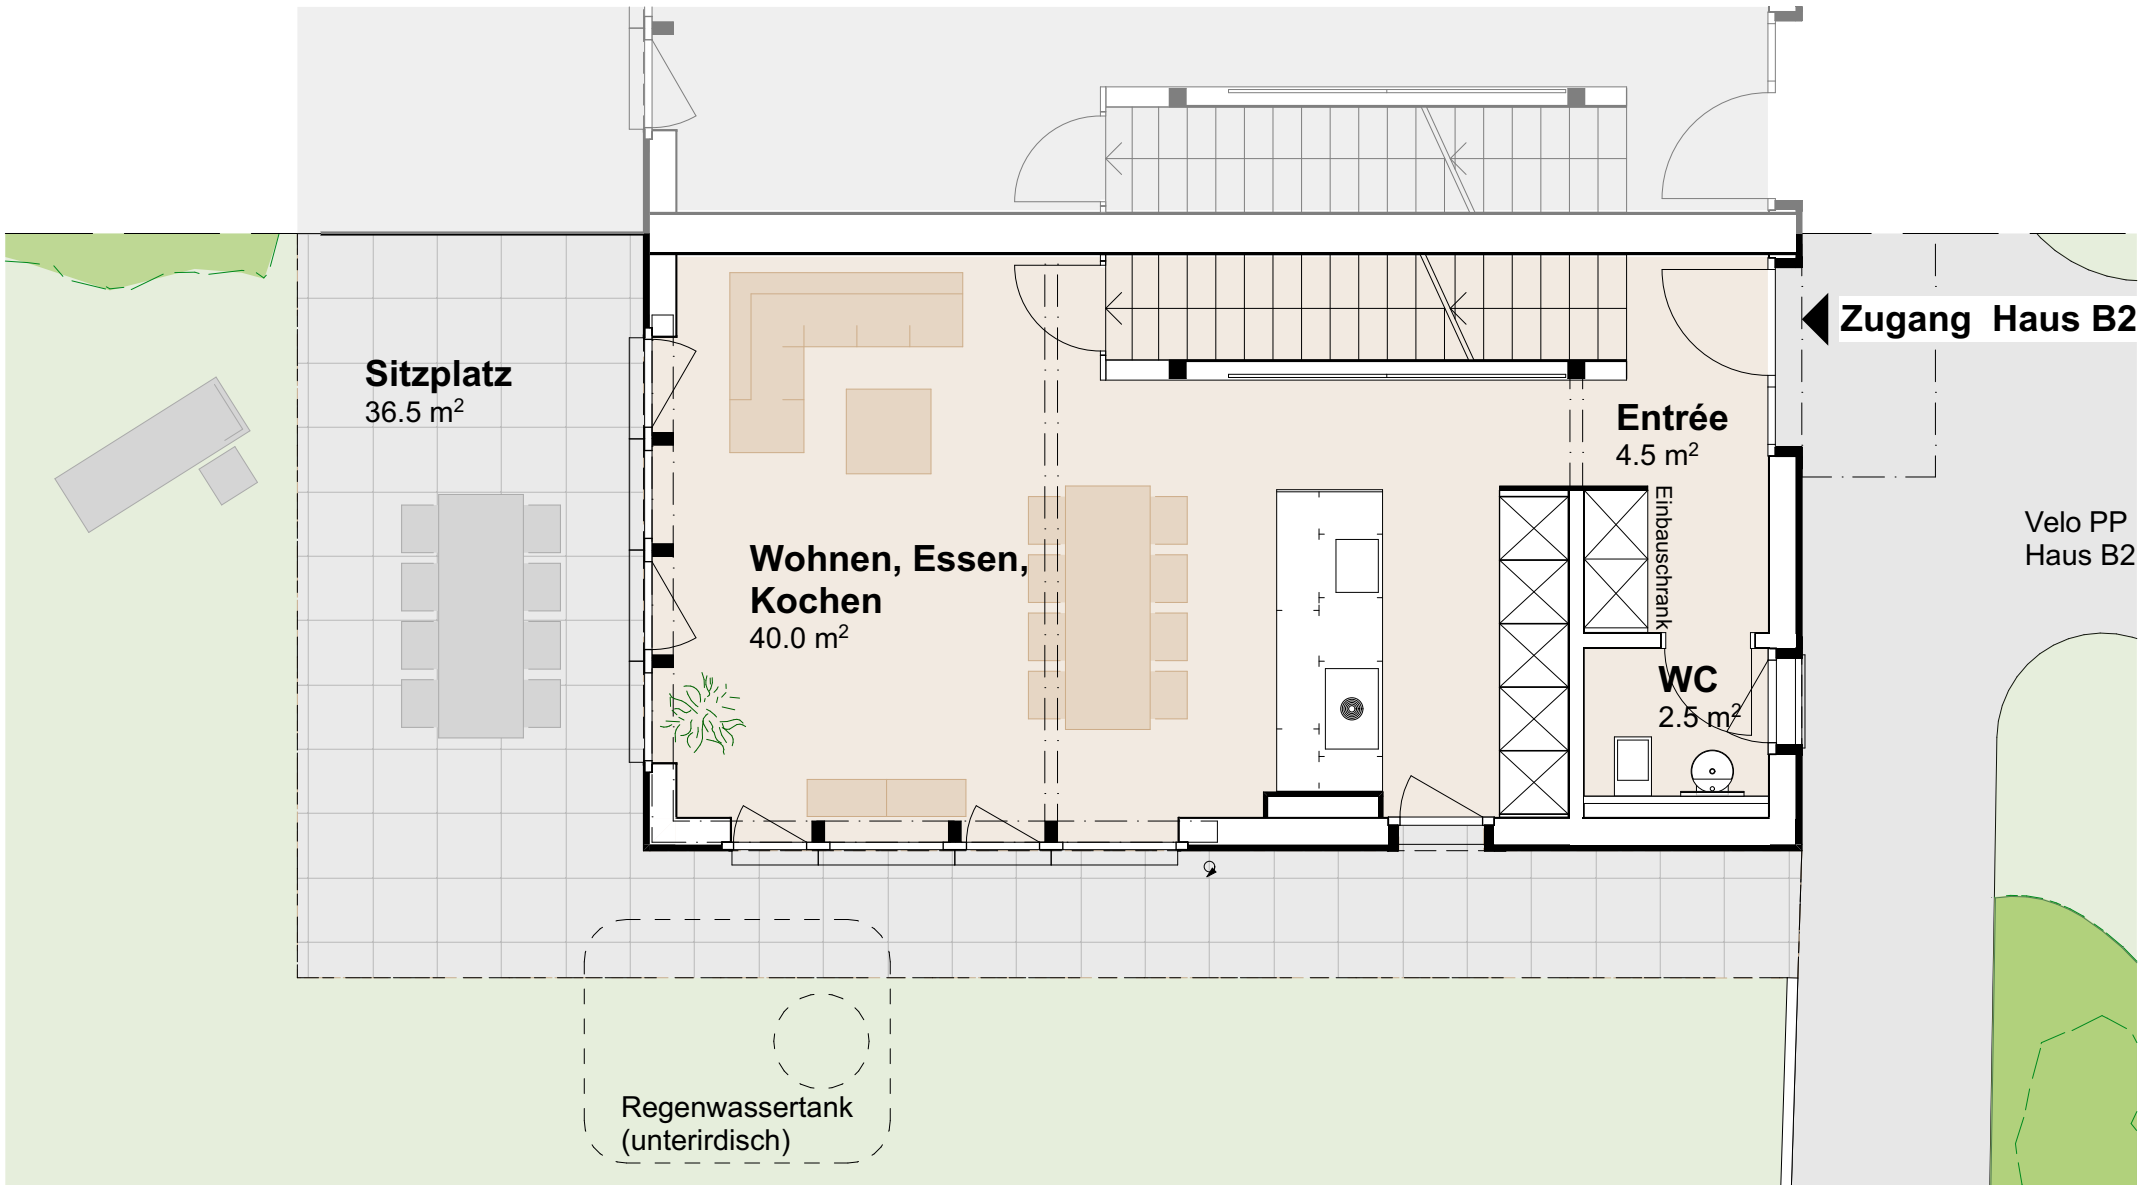 Zugang Haus B2
Sitzplatz
36.5 m²
Entrée
4.5 m²
Einbauschrank
Velo PP
Haus B2
Wohnen, Essen,
Kochen
40.0 m²
WC
2.5 m²
Regenwassertank
(unterirdisch)